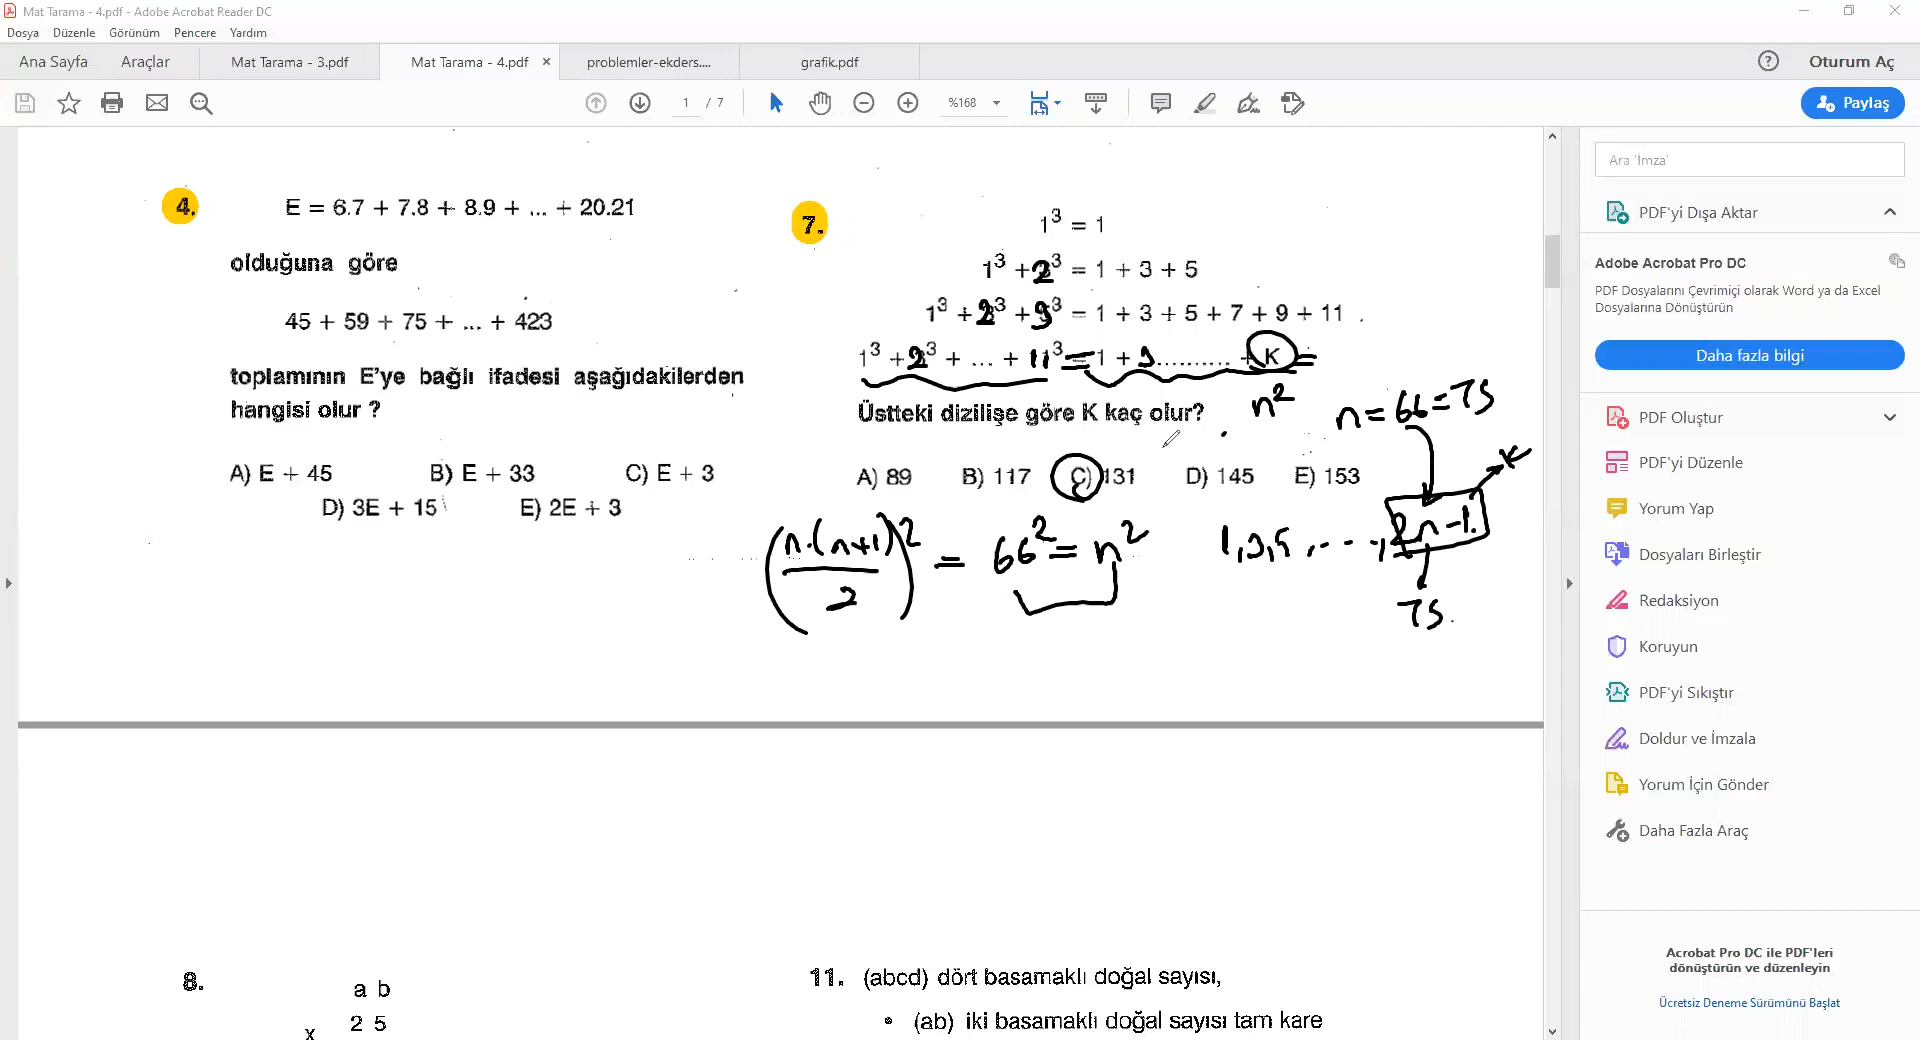 Mat Tarama - 4.pdf - Adobe Acrobat Reader DC
Dosya Düzenle Görünüm Pencere Yardım
Ana Sayfa Araçlar Mat Tarama - 3.pdf Mat Tarama - 4.pdf × problemler-ekders.... grafik.pdf ? Oturum Aç
1 / 7 %168 Paylaş
4. E = 6.7 + 7.8 + 8.9 + ... + 20.21
olduğuna göre
45 + 59 + 75 + ... + 423
toplamının E'ye bağlı ifadesi aşağıdakilerden
hangisi olur ?
A) E + 45 B) E + 33 C) E + 3
D) 3E + 15 E) 2E + 3
7. 1³ = 1
1³ + 2³ = 1 + 3 + 5
1³ + 2³ + 3³ = 1 + 3 + 5 + 7 + 9 + 11
1³ + 2³ + ... + 11³ = 1 + 3.......... + K =
Üstteki dizilişe göre K kaç olur?
n²
n = 66 = 75
K
A) 89 B) 117 C) 131 D) 145 E) 153
(n.(n+1)/2)² = 66² = n²
1,3,5, ...., 2n-1
75
8. a b
2 5
x
11. (abcd) dört basamaklı doğal sayısı,
• (ab) iki basamaklı doğal sayısı tam kare
Ara 'İmza'
PDF'yi Dışa Aktar
Adobe Acrobat Pro DC
PDF Dosyalarını Çevrimiçi olarak Word ya da Excel
Dosyalarına Dönüştürün
Daha fazla bilgi
PDF Oluştur
PDF'yi Düzenle
Yorum Yap
Dosyaları Birleştir
Redaksiyon
Koruyun
PDF'yi Sıkıştır
Doldur ve İmzala
Yorum İçin Gönder
Daha Fazla Araç
Acrobat Pro DC ile PDF'leri
dönüştürün ve düzenleyin
Ücretsiz Deneme Sürümünü Başlat